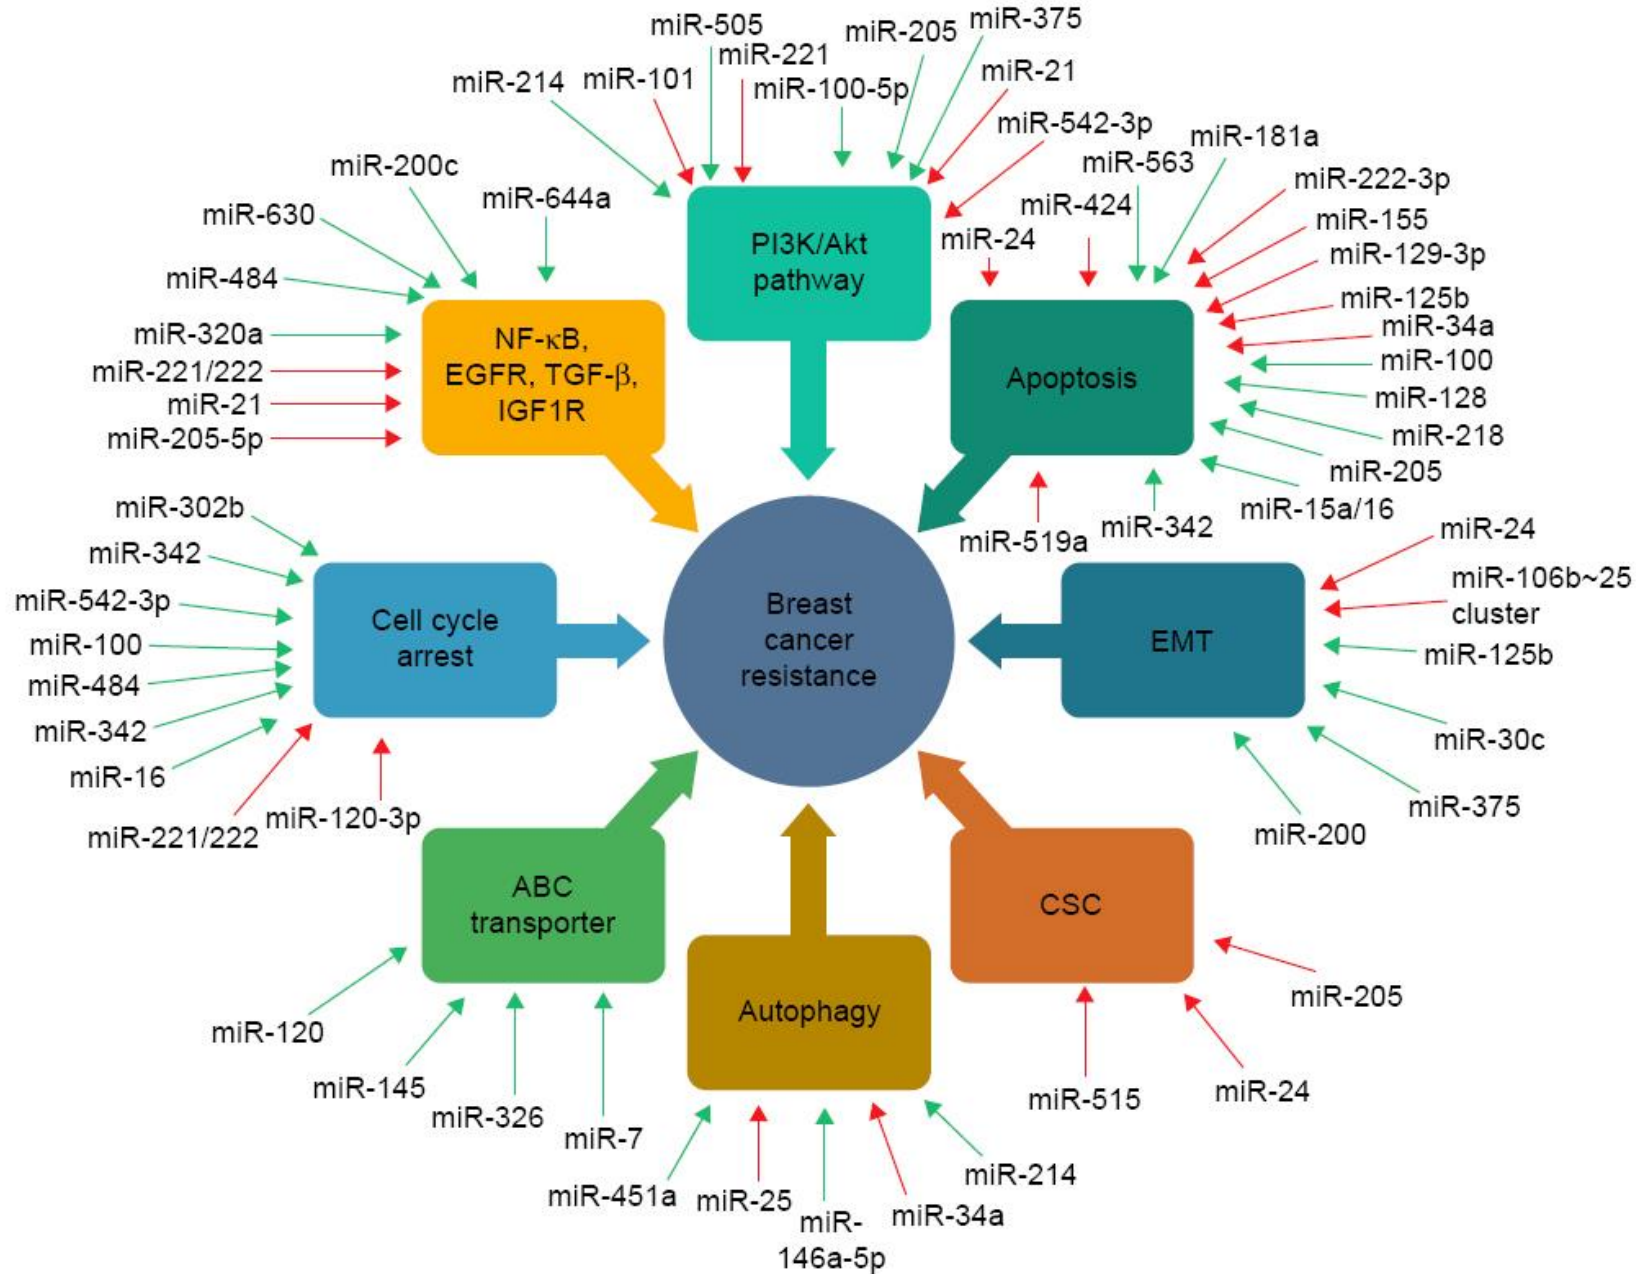 miR-505
miR-205
miR-375
miR-221
miR-214
miR-101
miR-100-5p
miR-21
miR-542-3p
miR-563
miR-181a
miR-200c
miR-644a
miR-424
miR-222-3p
miR-630
miR-24
miR-155
miR-129-3p
miR-484
miR-125b
miR-320a
miR-34a
miR-221/222
miR-100
miR-21
miR-128
miR-205-5p
miR-218
miR-205
miR-15a/16
PI3K/Akt
pathway
NF-κB,
EGFR, TGF-β,
IGF1R
Apoptosis
miR-519a
miR-342
miR-302b
miR-342
miR-542-3p
miR-100
miR-484
miR-342
miR-16
miR-221/222
miR-120-3p
Cell cycle
arrest
Breast
cancer
resistance
EMT
miR-24
miR-106b~25
cluster
miR-125b
miR-30c
miR-375
miR-200
ABC
transporter
Autophagy
CSC
miR-120
miR-145
miR-326
miR-7
miR-451a
miR-25
miR-
146a-5p
miR-34a
miR-214
miR-515
miR-24
miR-205